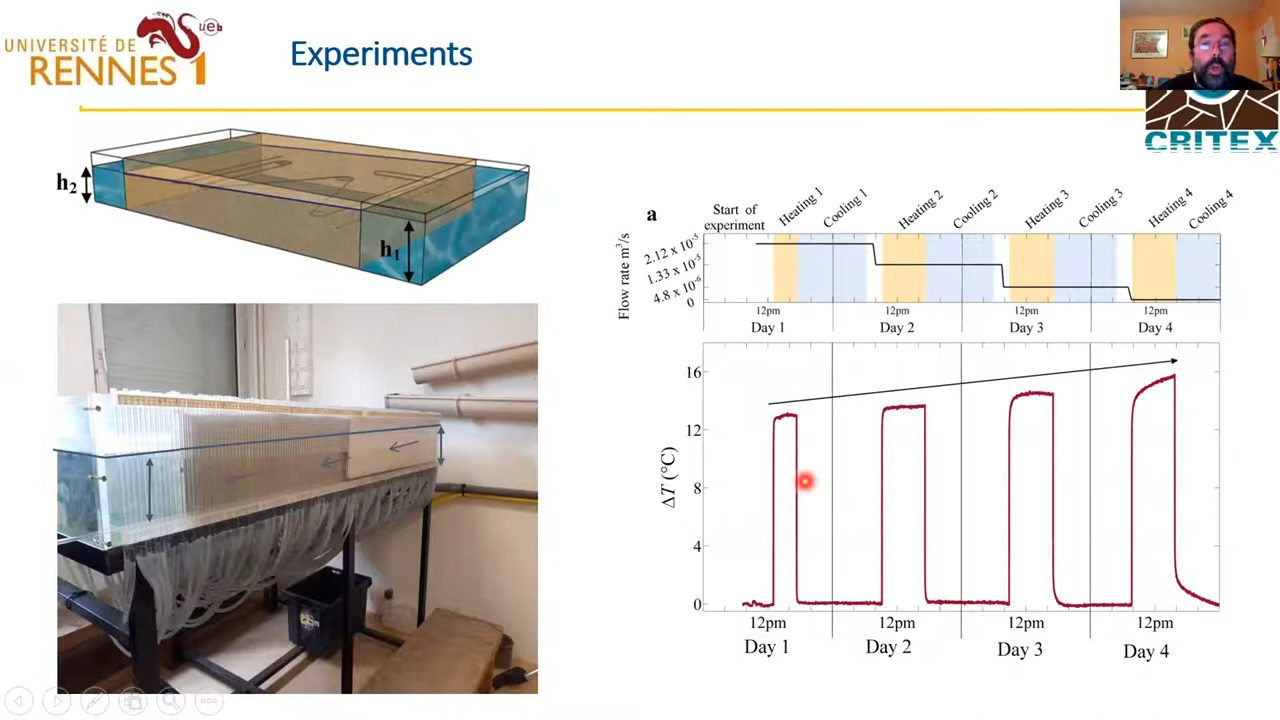 UNIVERSITÉ DE
RENNES 1
ueb
Experiments
CRITEX
h2
h1
a
Start of
experiment
Heating 1
Cooling 1
Heating 2
Cooling 2
Heating 3
Cooling 3
Heating 4
Cooling 4
Flow rate m³/s
2.12 x 10⁻⁵
1.33 x 10⁻⁵
4.8 x 10⁻⁶
0
12pm
12pm
12pm
12pm
Day 1
Day 2
Day 3
Day 4
ΔT (°C)
16
12
8
4
0
12pm
12pm
12pm
12pm
Day 1
Day 2
Day 3
Day 4